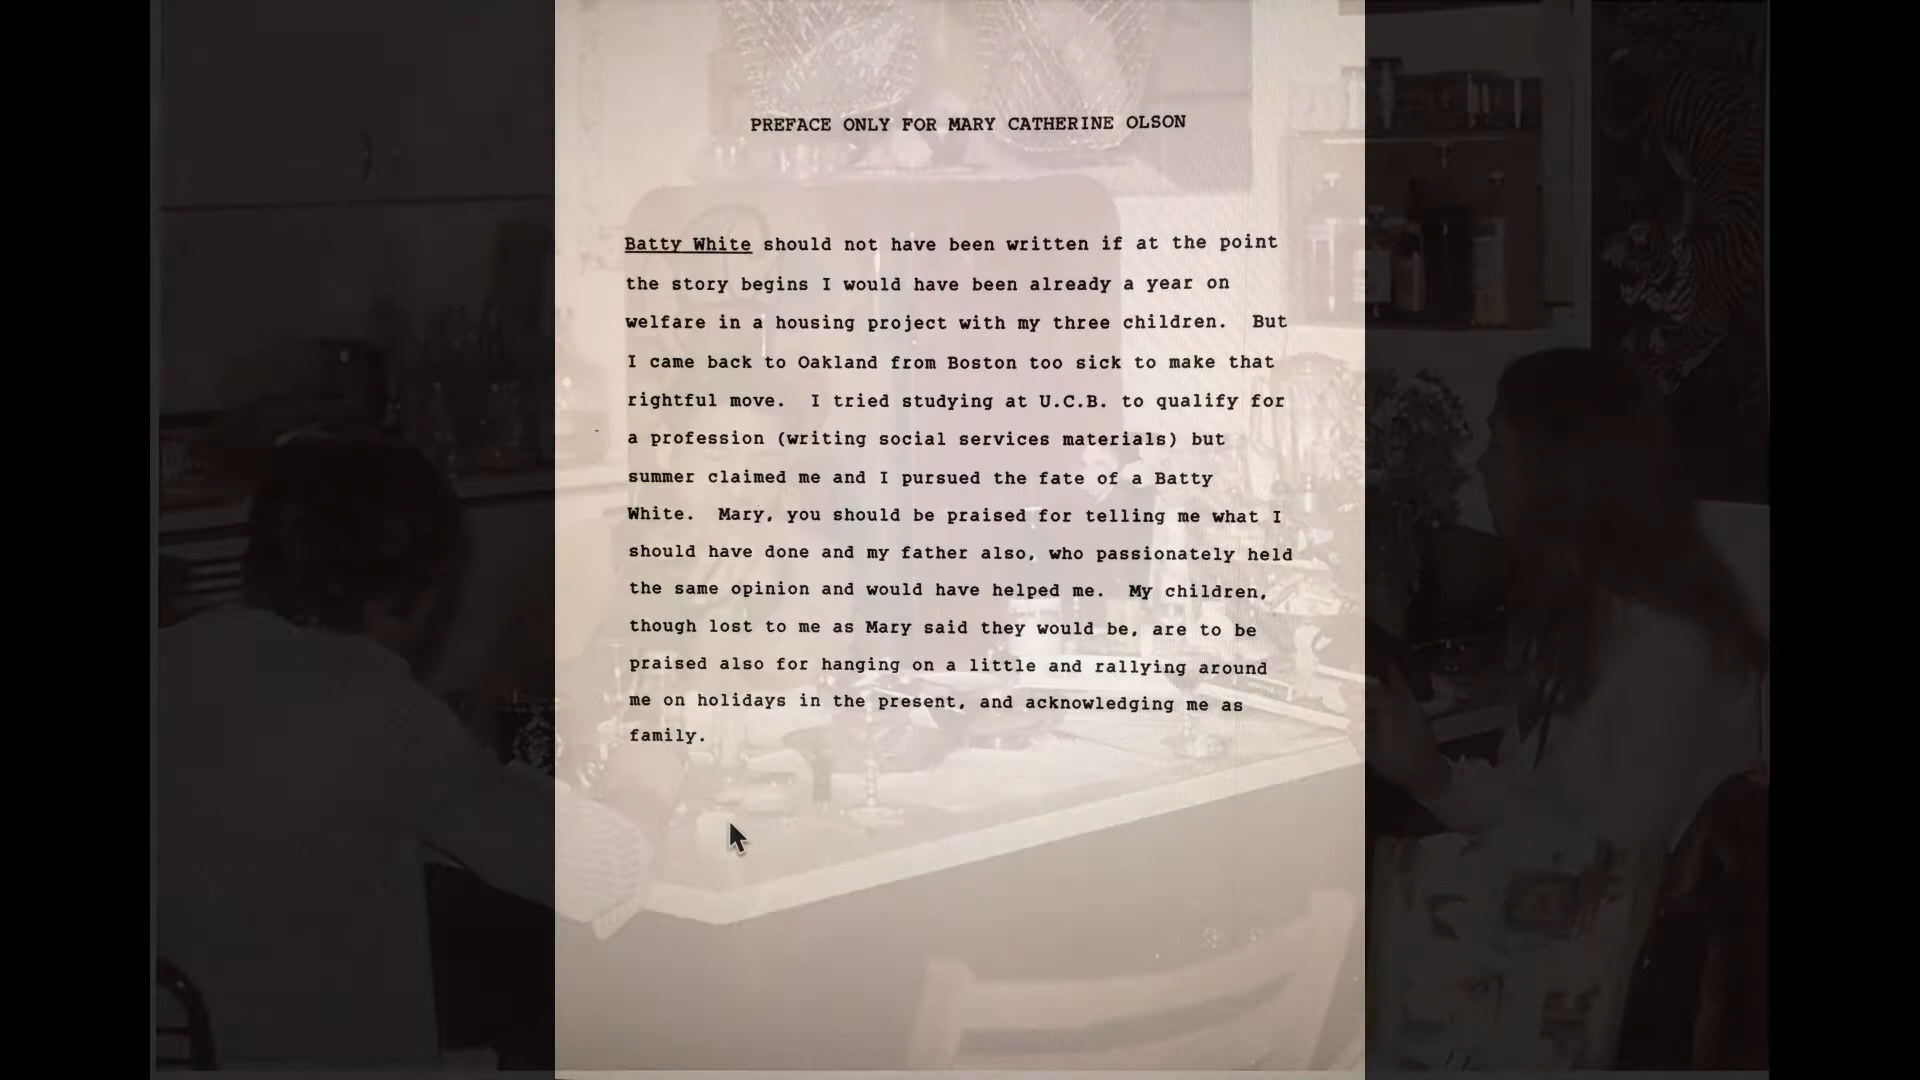 PREFACE ONLY FOR MARY CATHERINE OLSON
Batty White should not have been written if at the point
the story begins I would have been already a year on
welfare in a housing project with my three children. But
I came back to Oakland from Boston too sick to make that
rightful move. I tried studying at U.C.B. to qualify for
a profession (writing social services materials) but
summer claimed me and I pursued the fate of a Batty
White. Mary, you should be praised for telling me what I
should have done and my father also, who passionately held
the same opinion and would have helped me. My children,
though lost to me as Mary said they would be, are to be
praised also for hanging on a little and rallying around
me on holidays in the present, and acknowledging me as
family.